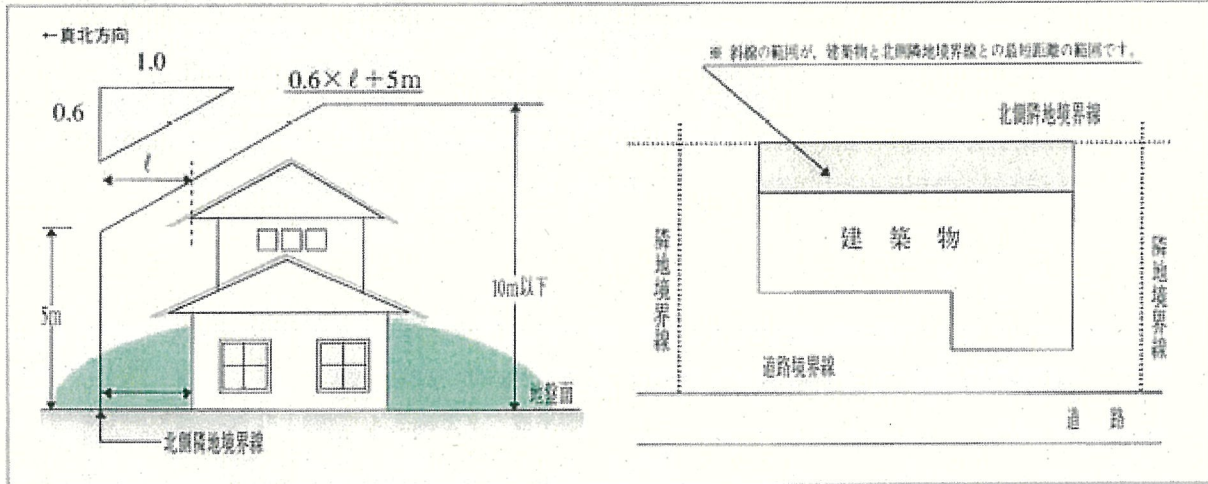 ←真北方向
1.0
0.6
0.6×ℓ+5m
ℓ
5m
10m以下
地盤面
北側隣地境界線
※ 斜線の範囲が、建築物と北側隣地境界線との最短距離の範囲です。
北側隣地境界線
建築物
隣地境界線
隣地境界線
道路境界線
道路